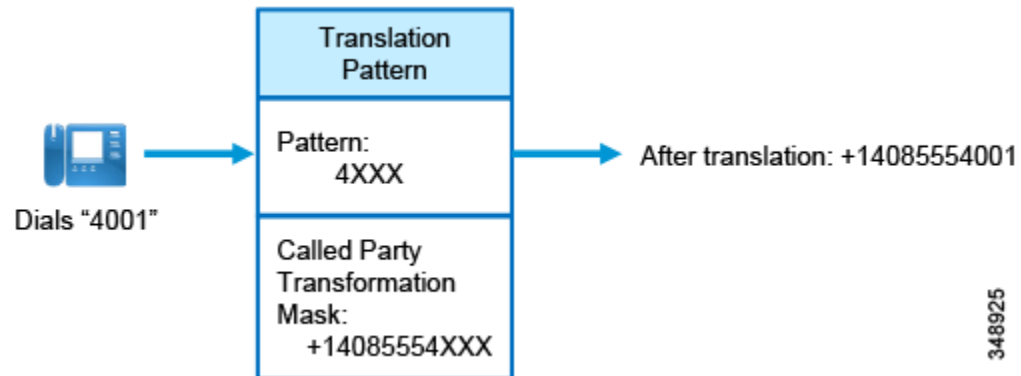 Translation
Pattern
Pattern:
4XXX
Called Party
Transformation
Mask:
+14085554XXX
Dials “4001”
After translation: +14085554001
348925